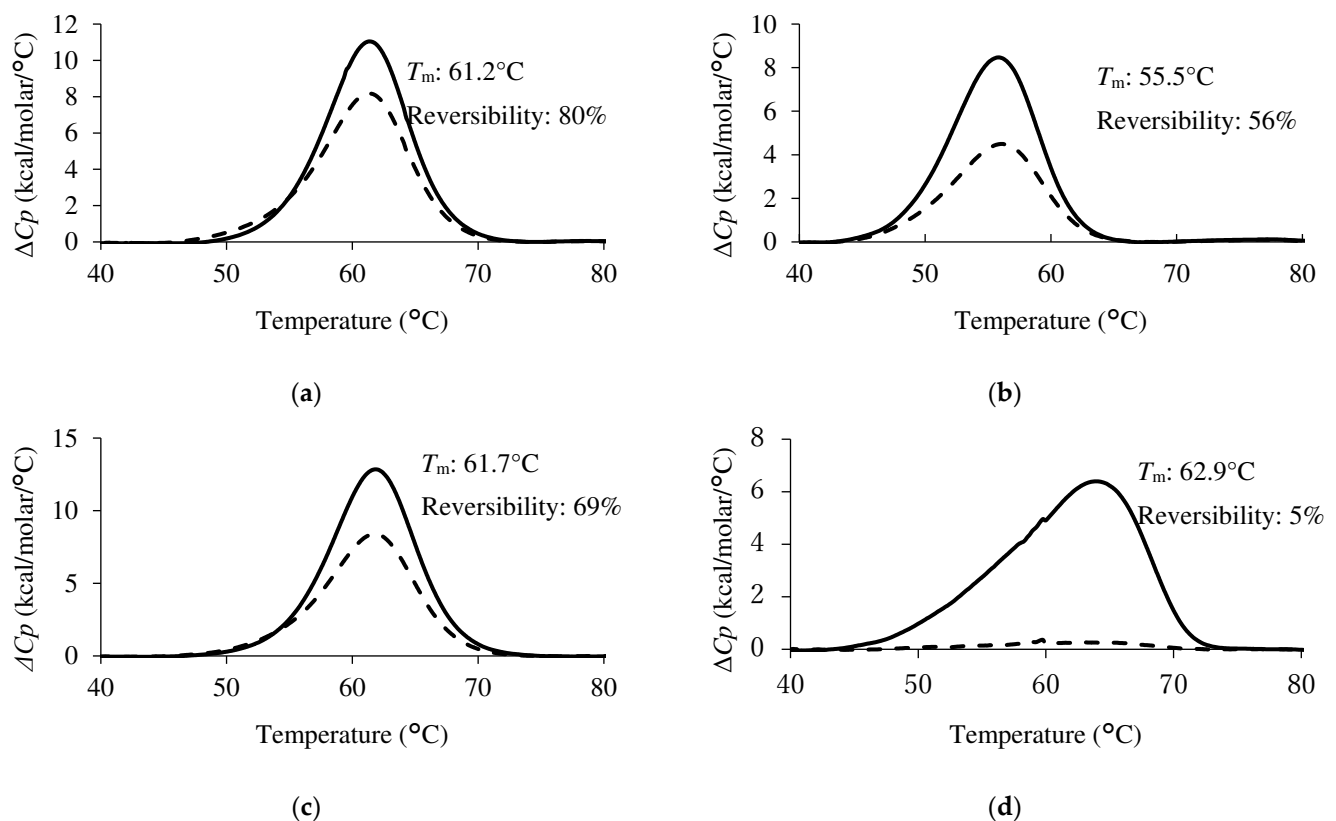 12
10
8
6
4
2
0
ΔCp (kcal/molar/°C)
Tm: 61.2°C
Reversibility: 80%
40 50 60 70 80
Temperature (°C)
(a)
10
8
6
4
2
0
ΔCp (kcal/molar/°C)
Tm: 55.5°C
Reversibility: 56%
40 50 60 70 80
Temperature (°C)
(b)
15
10
5
0
ΔCp (kcal/molar/°C)
Tm: 61.7°C
Reversibility: 69%
40 50 60 70 80
Temperature (°C)
(c)
8
6
4
2
0
ΔCp (kcal/molar/°C)
Tm: 62.9°C
Reversibility: 5%
40 50 60 70 80
Temperature (°C)
(d)